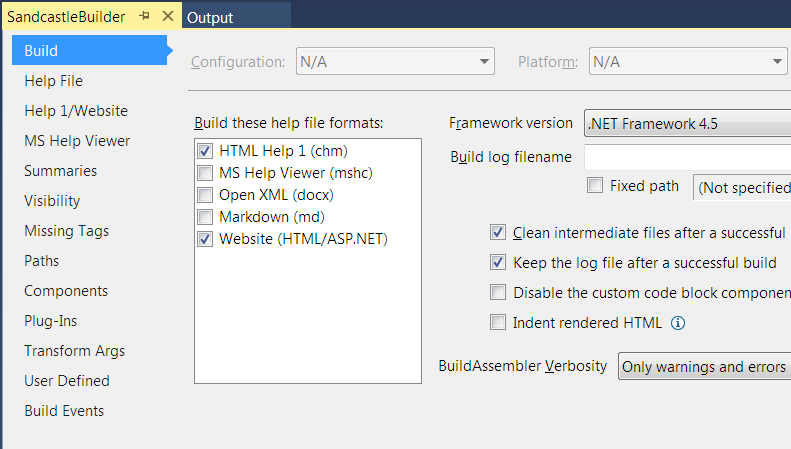 SandcastleBuilder
Output
Build
Help File
Help 1/Website
MS Help Viewer
Summaries
Visibility
Missing Tags
Paths
Components
Plug-Ins
Transform Args
User Defined
Build Events
Configuration: N/A Platform: N/A
Build these help file formats:
HTML Help 1 (chm)
MS Help Viewer (mshc)
Open XML (docx)
Markdown (md)
Website (HTML/ASP.NET)
Framework version .NET Framework 4.5
Build log filename
Fixed path (Not specified
Clean intermediate files after a successful
Keep the log file after a successful build
Disable the custom code block componen
Indent rendered HTML
BuildAssembler Verbosity Only warnings and errors